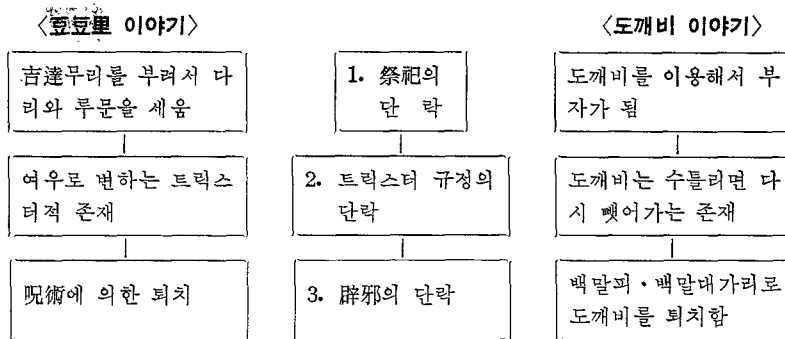 〈豆豆里 이야기〉
〈도깨비 이야기〉
吉達무리를 부려서 다
리와 루문을 세움
1. 祭祀의
단 락
도깨비를 이용해서 부
자가 됨
여우로 변하는 트릭스
터적 존재
2. 트릭스터 규정의
단락
도깨비는 수틀리면 다
시 뺏어가는 존재
呪術에 의한 퇴치
3. 辟邪의 단락
백말피·백말대가리로
도깨비를 퇴치함